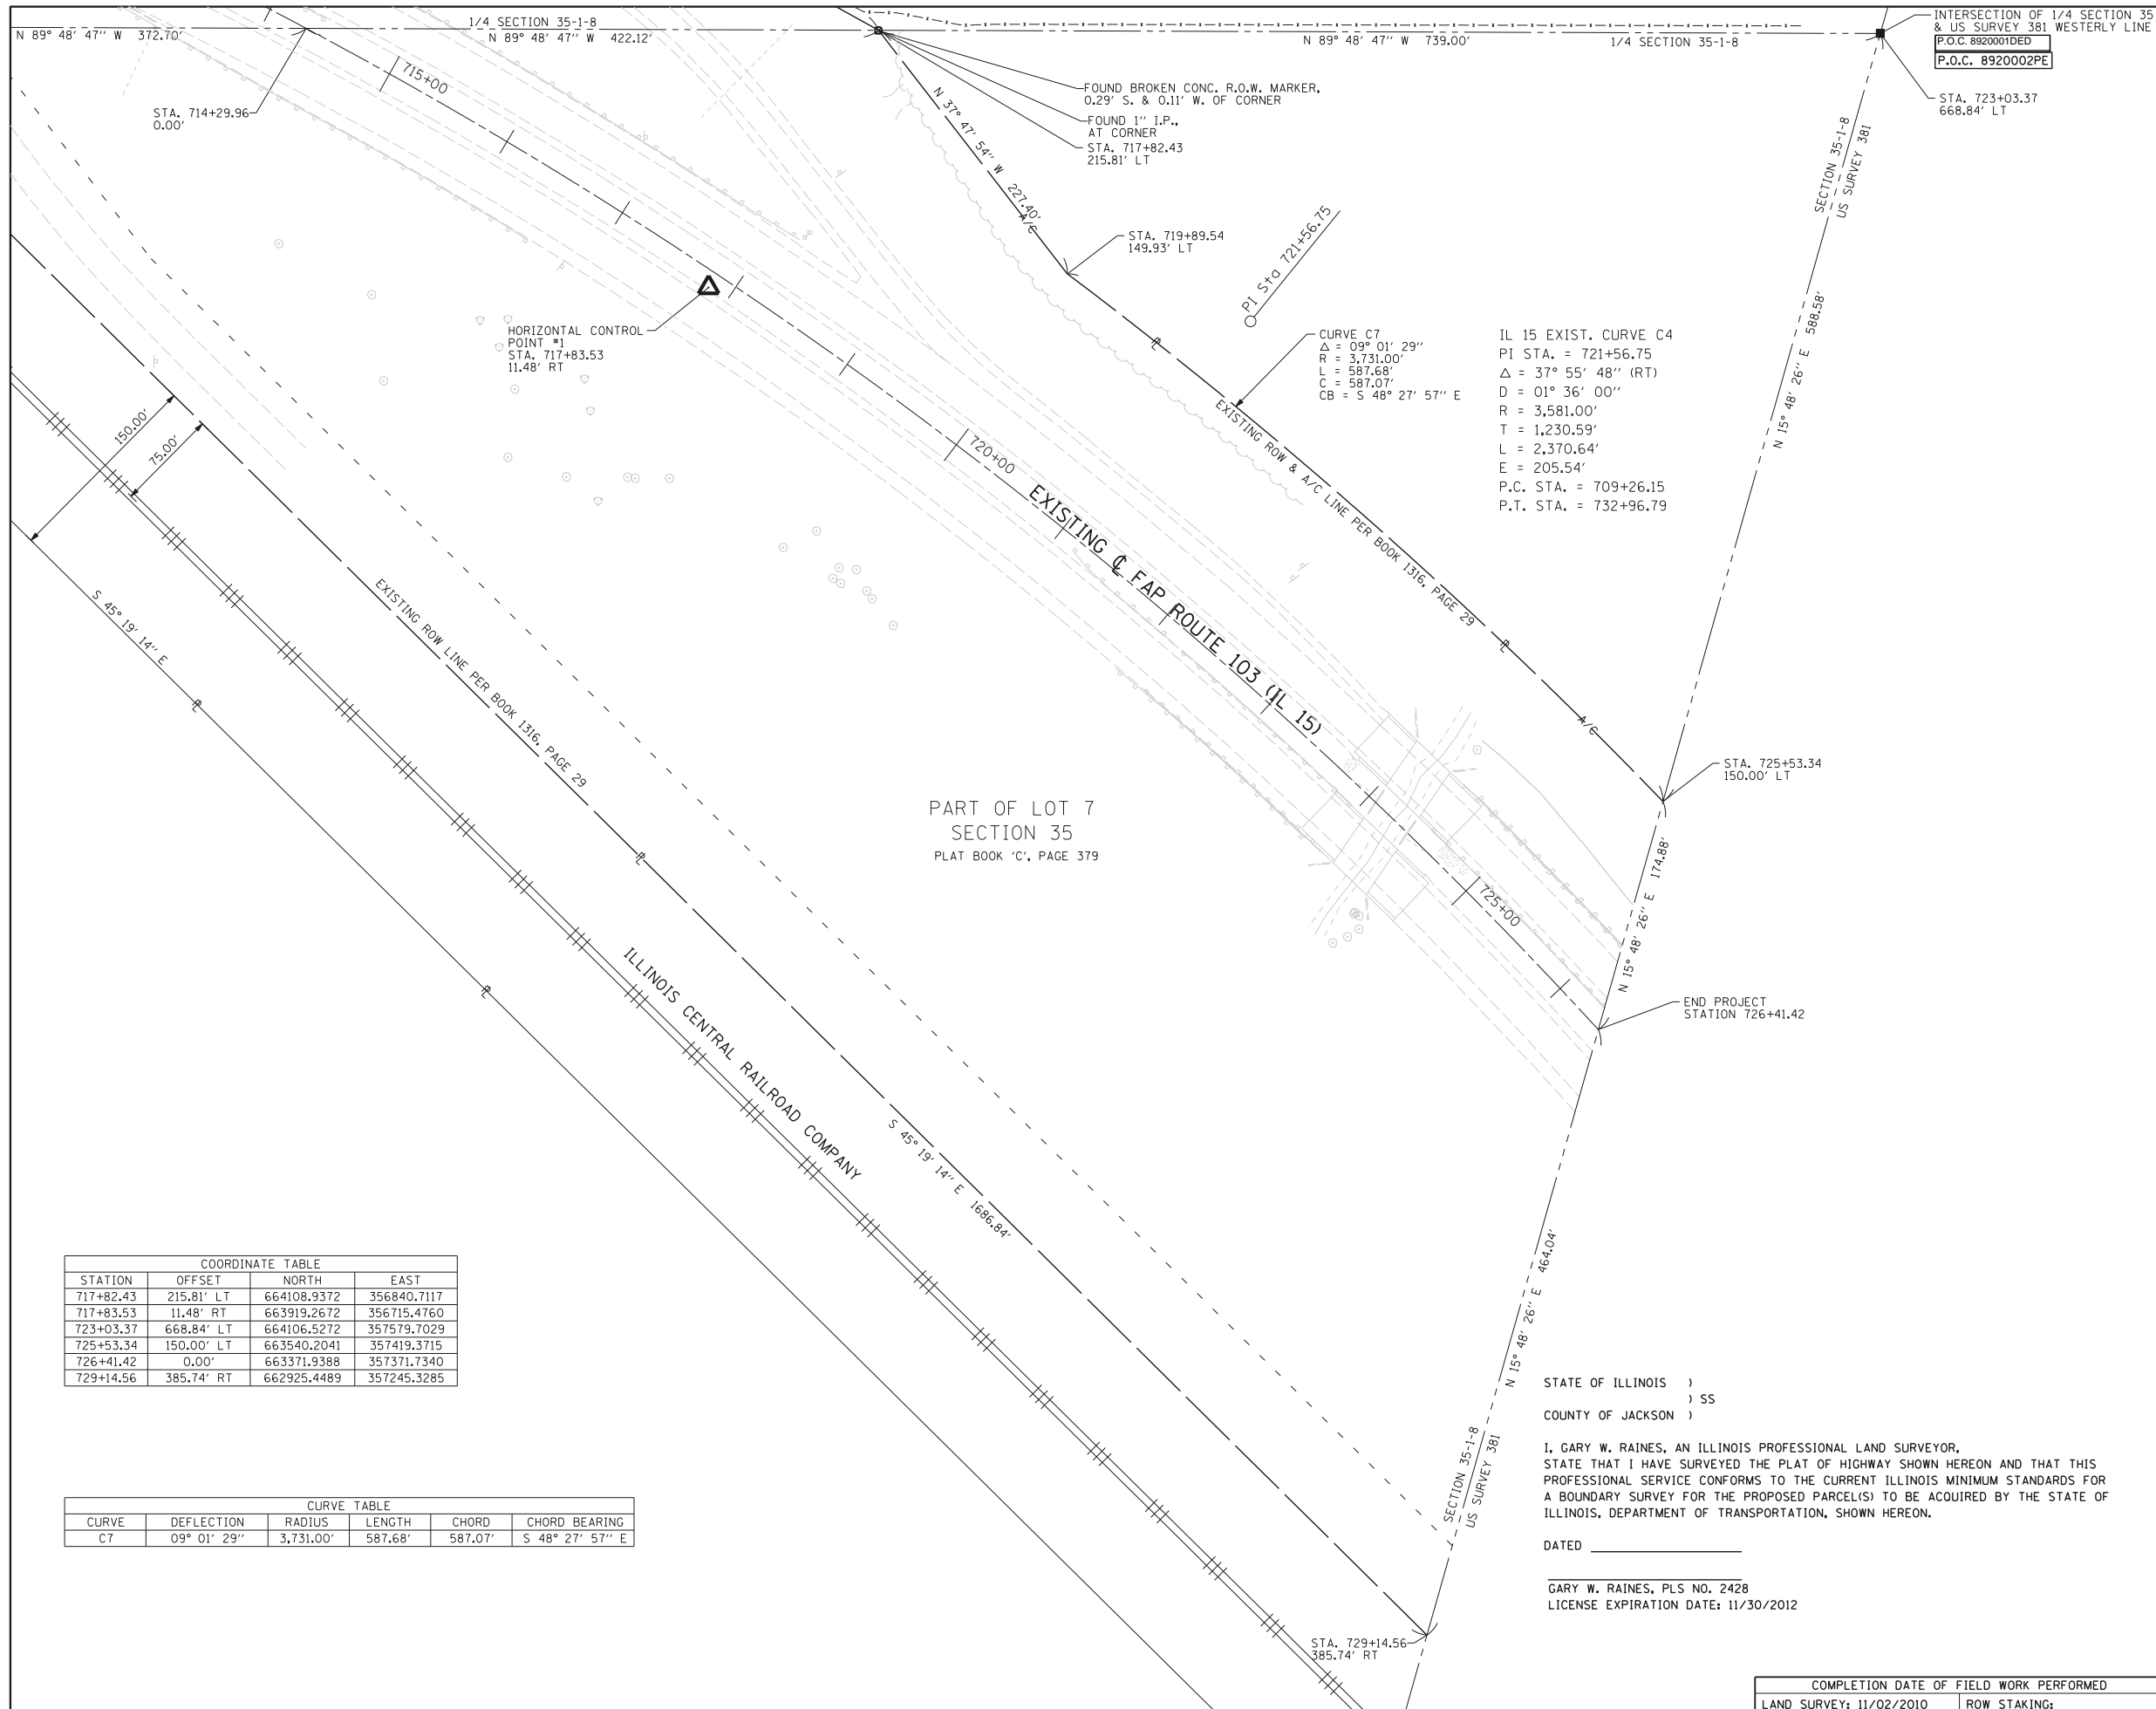 1/4 SECTION 35-1-8
N 89° 48' 47'' W 372.70'
N 89° 48' 47'' W 422.12'
N 89° 48' 47'' W 739.00'
1/4 SECTION 35-1-8
INTERSECTION OF 1/4 SECTION 35
& US SURVEY 381 WESTERLY LINE
P.O.C. 8920001DED
P.O.C. 8920002PE
STA. 723+03.37
668.84' LT
STA. 714+29.96
0.00'
715+00
FOUND BROKEN CONC. R.O.W. MARKER,
0.29' S. & 0.11' W. OF CORNER
FOUND 1'' I.P.,
AT CORNER
STA. 717+82.43
215.81' LT
N 37° 47' 54'' W 227.40'
A/C
SECTION 35-1-8
US SURVEY 381
STA. 719+89.54
149.93' LT
PI Sta 721+56.75
N 15° 48' 26'' E 588.58'
HORIZONTAL CONTROL
POINT #1
STA. 717+83.53
11.48' RT
CURVE C7
Δ = 09° 01' 29''
R = 3,731.00'
L = 587.68'
C = 587.07'
CB = S 48° 27' 57'' E
IL 15 EXIST. CURVE C4
PI STA. = 721+56.75
Δ = 37° 55' 48'' (RT)
D = 01° 36' 00''
R = 3,581.00'
T = 1,230.59'
L = 2,370.64'
E = 205.54'
P.C. STA. = 709+26.15
P.T. STA. = 732+96.79
150.00'
75.00'
720+00
EXISTING ℄ FAP ROUTE 103 (IL 15)
EXISTING ROW & A/C LINE PER BOOK 1316, PAGE 29
A/C
S 45° 19' 14'' E
EXISTING ROW LINE PER BOOK 1316, PAGE 29
STA. 725+53.34
150.00' LT
PART OF LOT 7
SECTION 35
PLAT BOOK 'C', PAGE 379
725+00
N 15° 48' 26'' E 174.88'
END PROJECT
STATION 726+41.42
ILLINOIS CENTRAL RAILROAD COMPANY
S 45° 19' 14'' E 1686.84'
N 15° 48' 26'' E 464.04'
COORDINATE TABLE
STATION OFFSET NORTH EAST
717+82.43 215.81' LT 664108.9372 356840.7117
717+83.53 11.48' RT 663919.2672 356715.4760
723+03.37 668.84' LT 664106.5272 357579.7029
725+53.34 150.00' LT 663540.2041 357419.3715
726+41.42 0.00' 663371.9388 357371.7340
729+14.56 385.74' RT 662925.4489 357245.3285
CURVE TABLE
CURVE DEFLECTION RADIUS LENGTH CHORD CHORD BEARING
C7 09° 01' 29'' 3,731.00' 587.68' 587.07' S 48° 27' 57'' E
SECTION 35-1-8
US SURVEY 381
STATE OF ILLINOIS )
) SS
COUNTY OF JACKSON )
I, GARY W. RAINES, AN ILLINOIS PROFESSIONAL LAND SURVEYOR,
STATE THAT I HAVE SURVEYED THE PLAT OF HIGHWAY SHOWN HEREON AND THAT THIS
PROFESSIONAL SERVICE CONFORMS TO THE CURRENT ILLINOIS MINIMUM STANDARDS FOR
A BOUNDARY SURVEY FOR THE PROPOSED PARCEL(S) TO BE ACQUIRED BY THE STATE OF
ILLINOIS, DEPARTMENT OF TRANSPORTATION, SHOWN HEREON.
DATED
GARY W. RAINES, PLS NO. 2428
LICENSE EXPIRATION DATE: 11/30/2012
STA. 729+14.56
385.74' RT
COMPLETION DATE OF FIELD WORK PERFORMED
LAND SURVEY: 11/02/2010 ROW STAKING: